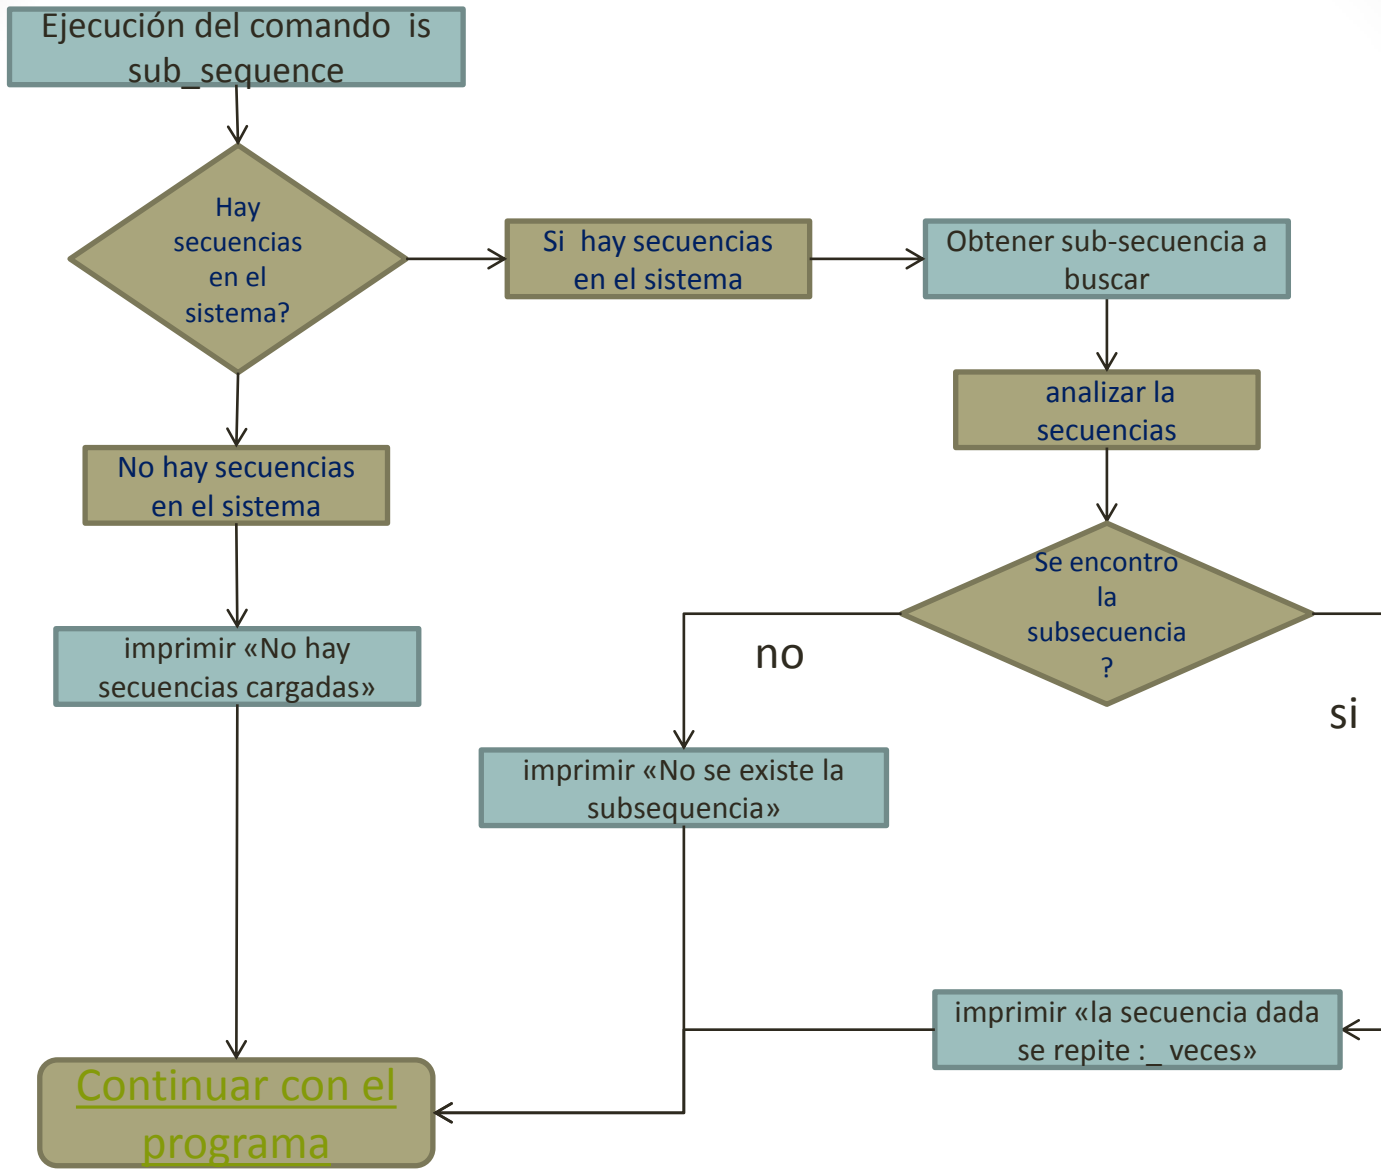 Ejecución del comando is
sub_sequence
Hay
secuencias
en el
sistema?
Si hay secuencias
en el sistema
Obtener sub-secuencia a
buscar
analizar la
secuencias
No hay secuencias
en el sistema
Se encontro
la
subsecuencia
?
no
si
imprimir «No hay
secuencias cargadas»
imprimir «No se existe la
subsequencia»
imprimir «la secuencia dada
se repite :_ veces»
Continuar con el
programa